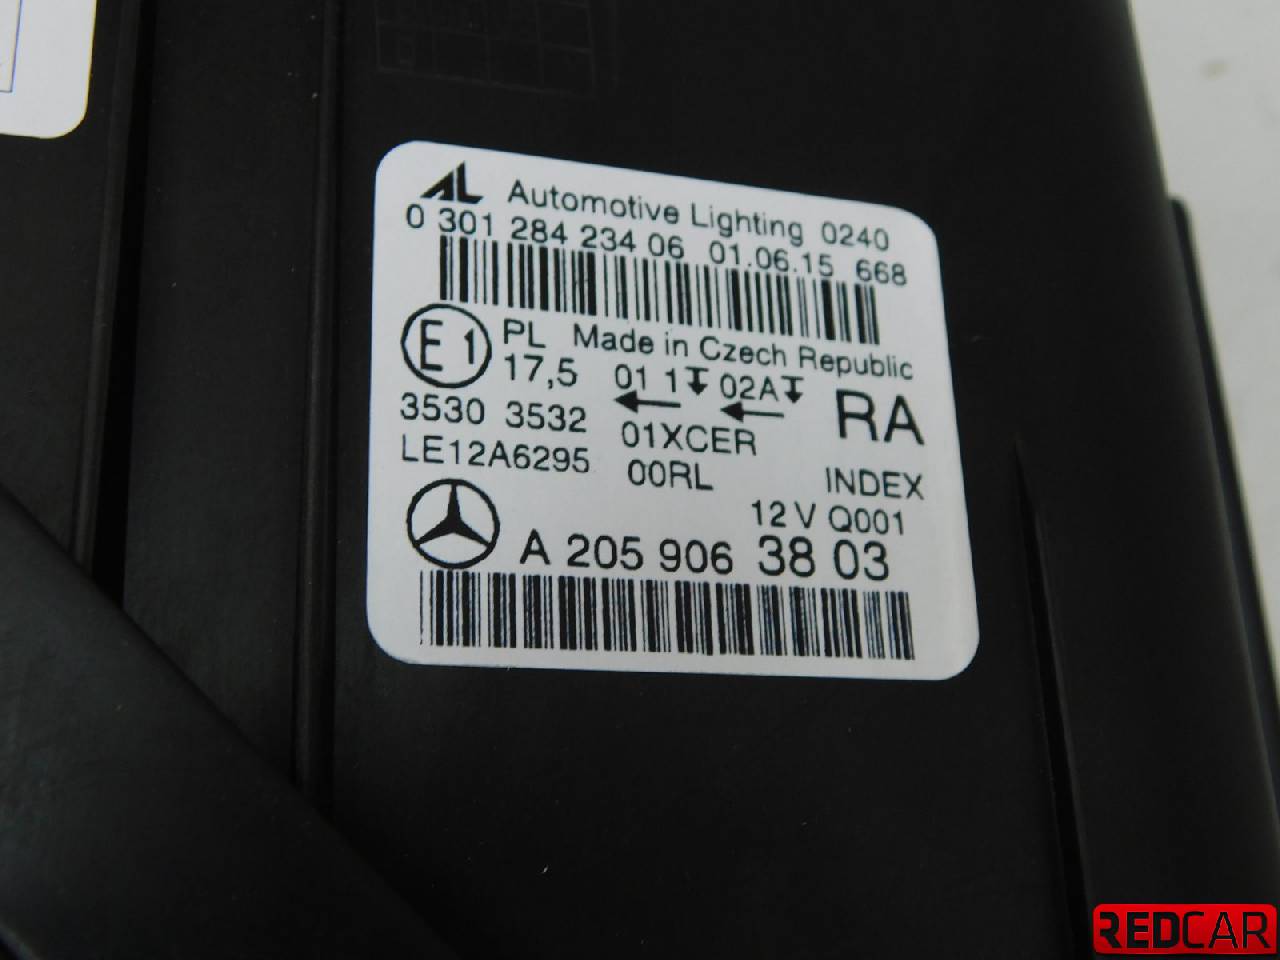 AL Automotive Lighting 0240
0 301 284 234 06 01.06.15 668
E1 PL Made in Czech Republic
17,5 01 1 02A RA
3530 3532 01XCER
LE12A6295 00RL INDEX
12 V Q001
A 205 906 38 03
REDCAR